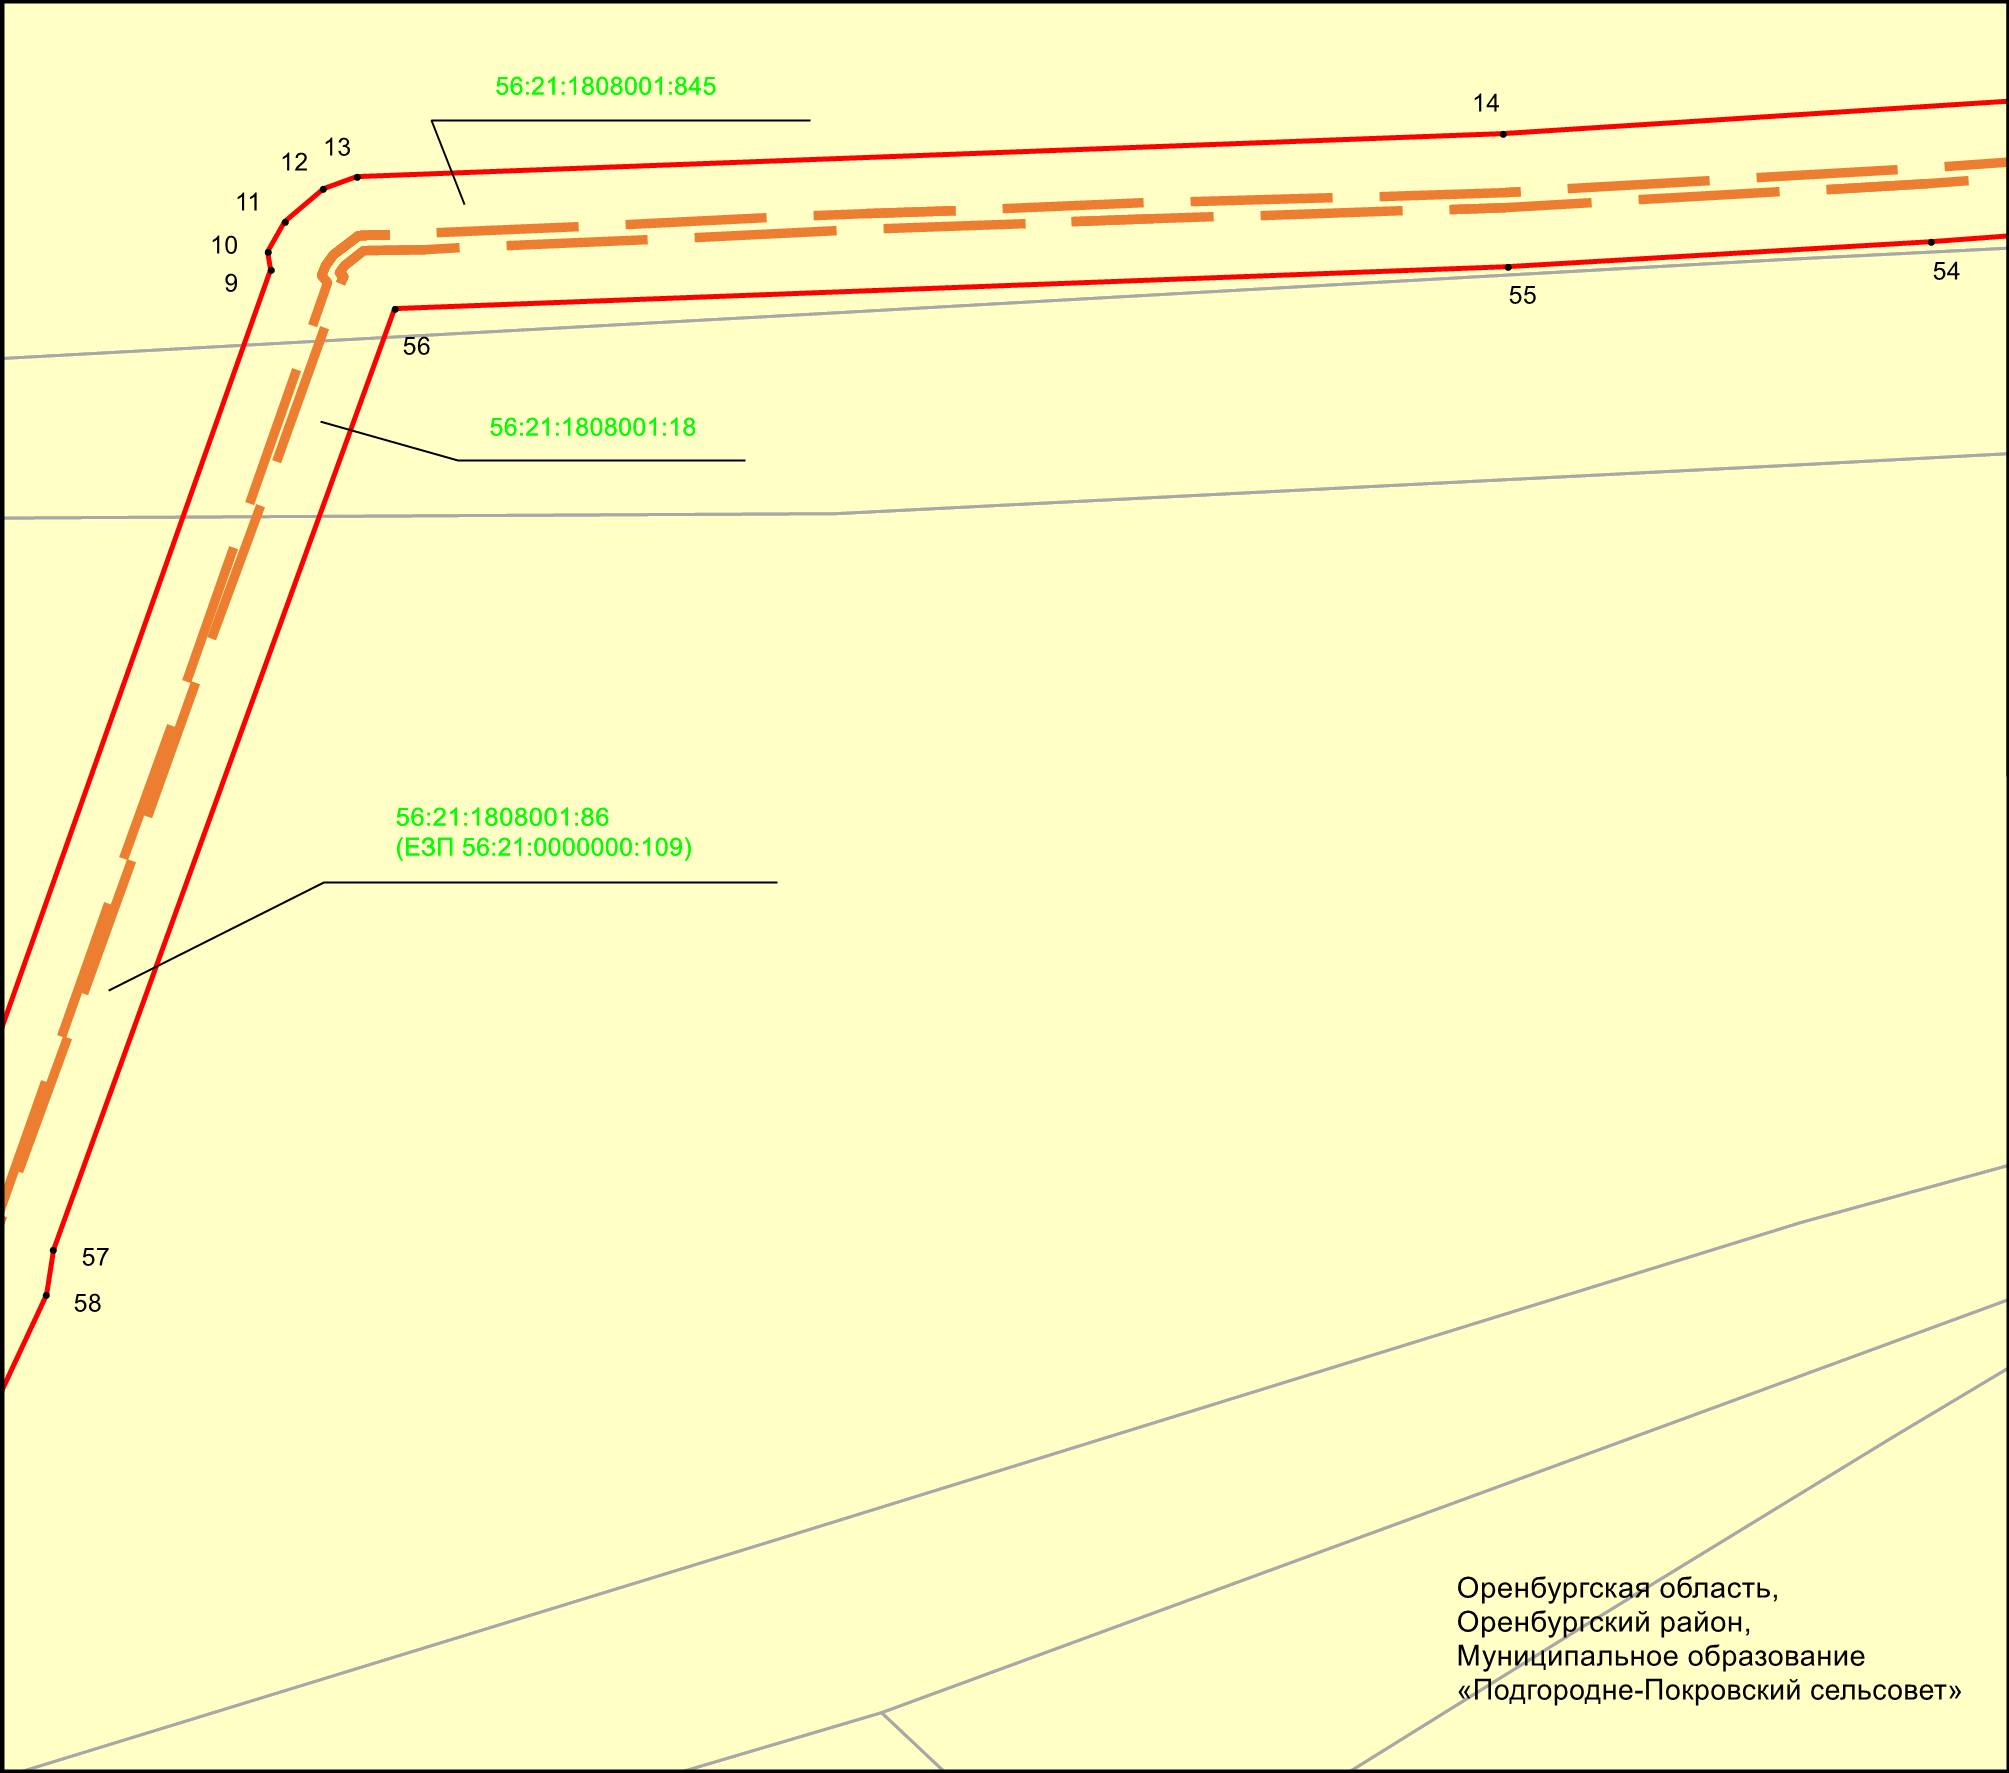 56:21:1808001:845
14
13
12
11
10
9
54
55
56
56:21:1808001:18
56:21:1808001:86
(ЕЗП 56:21:0000000:109)
57
58
Оренбургская область,
Оренбургский район,
Муниципальное образование
«Подгородне-Покровский сельсовет»